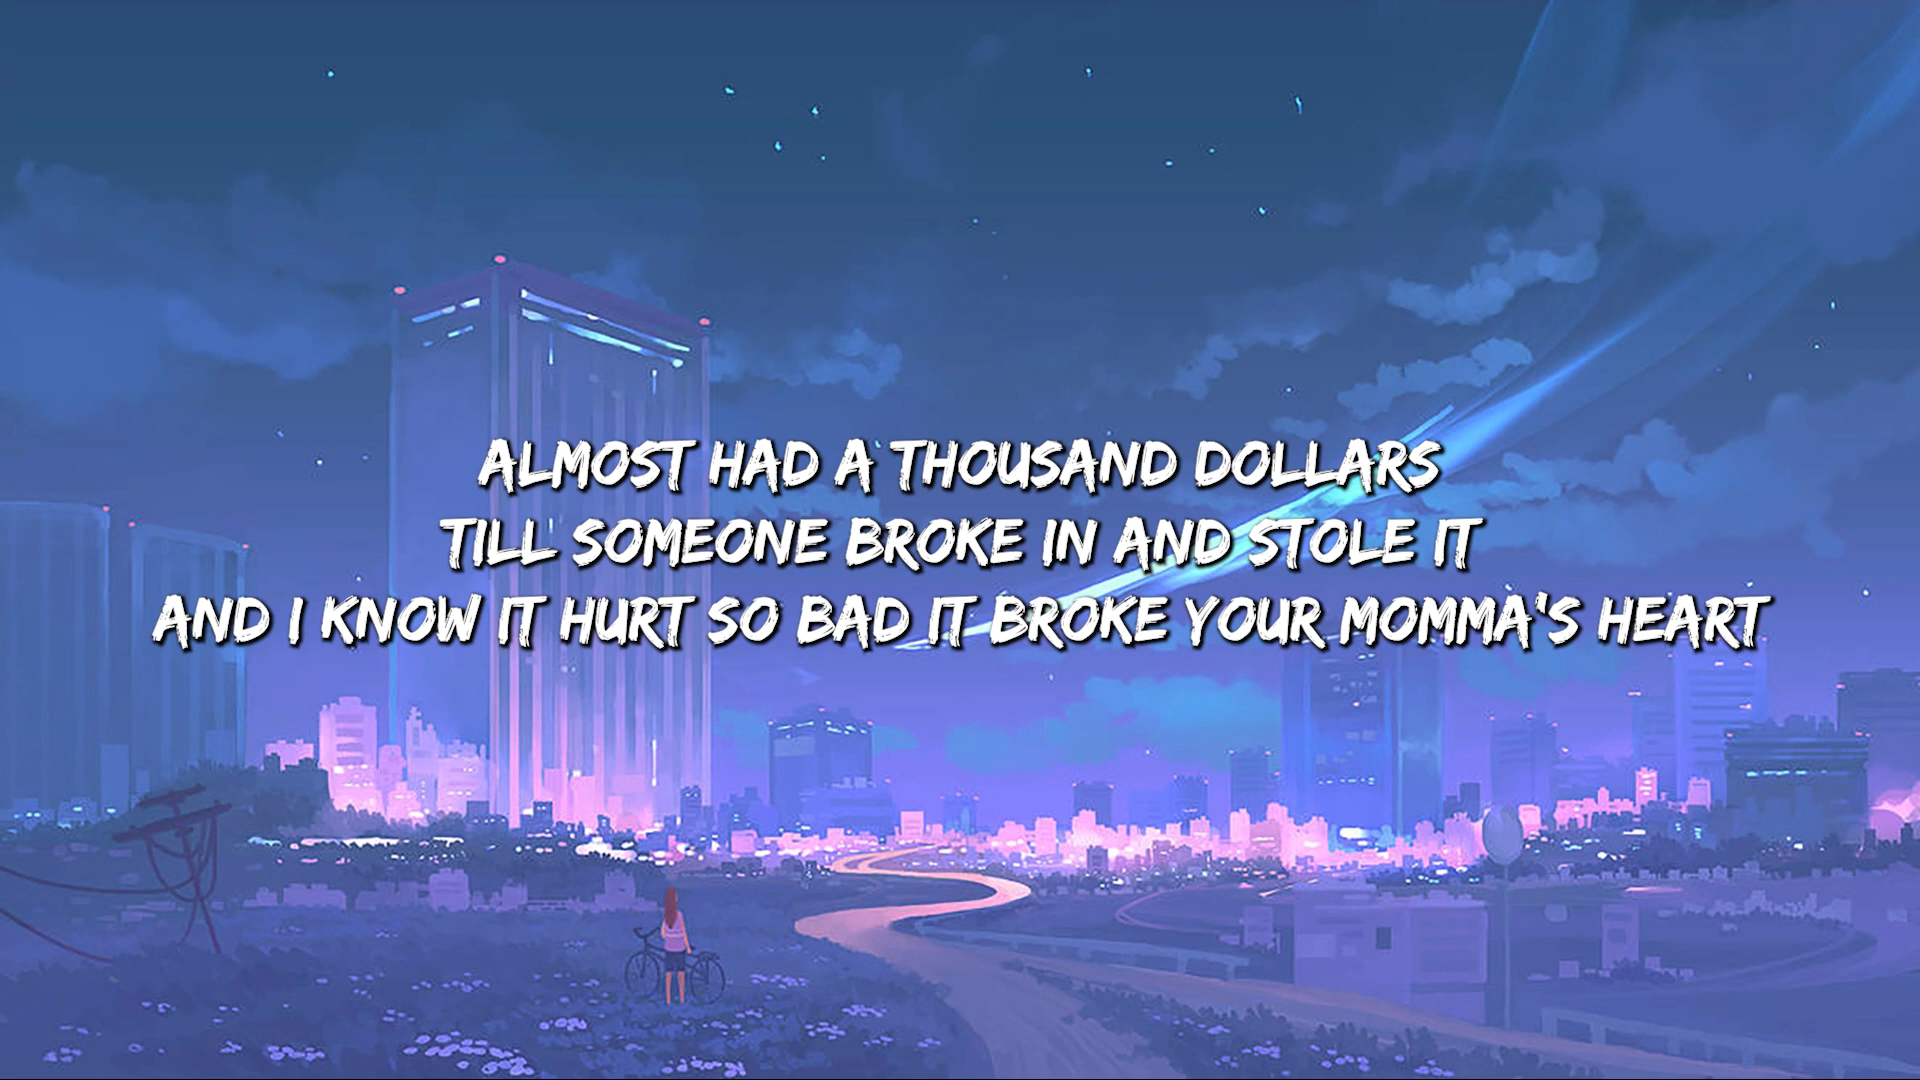 ALMOST HAD A THOUSAND DOLLARS
TILL SOMEONE BROKE IN AND STOLE IT
AND I KNOW IT HURT SO BAD IT BROKE YOUR MOMMA'S HEART